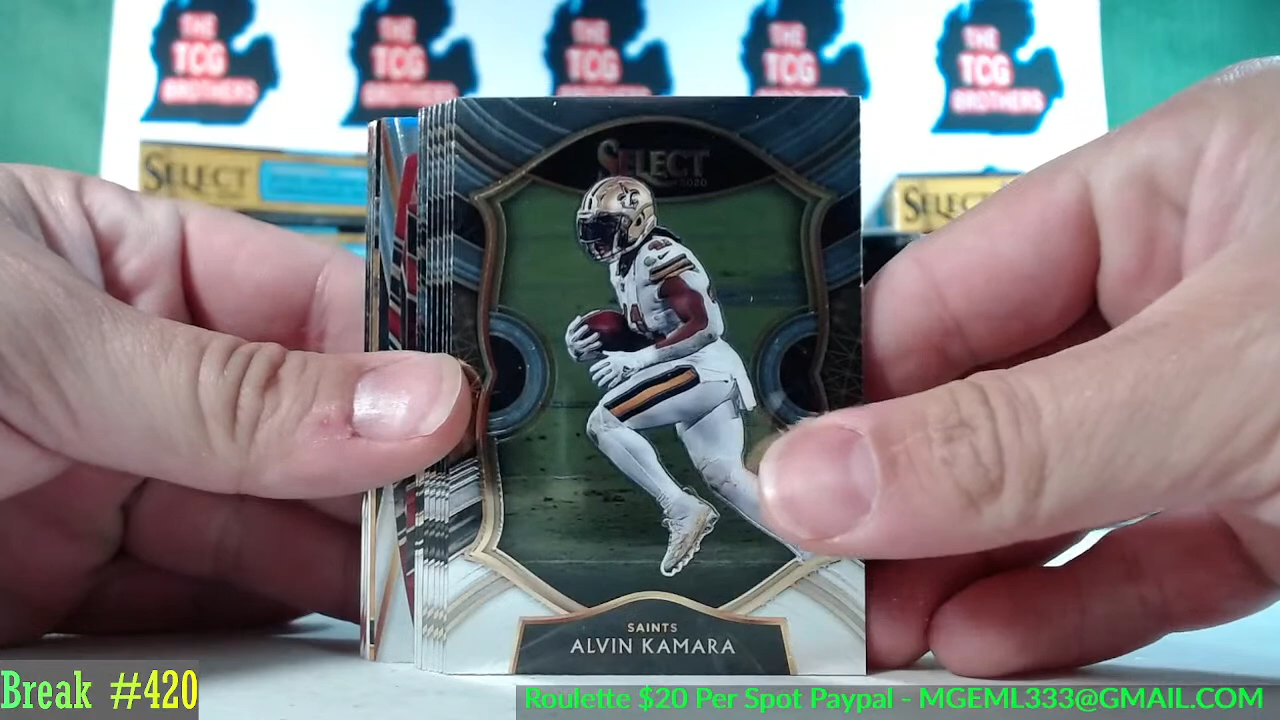 THE
TCG
BROTHERS
THE
TCG
BROTHERS
THE
TCG
BROTHERS
THE
TCG
BROTHERS
THE
TCG
BROTHERS
SELECT
SELECT
SELECT
2020
SAINTS
ALVIN KAMARA
Break #420
Roulette $20 Per Spot Paypal - MGEML333@GMAIL.COM